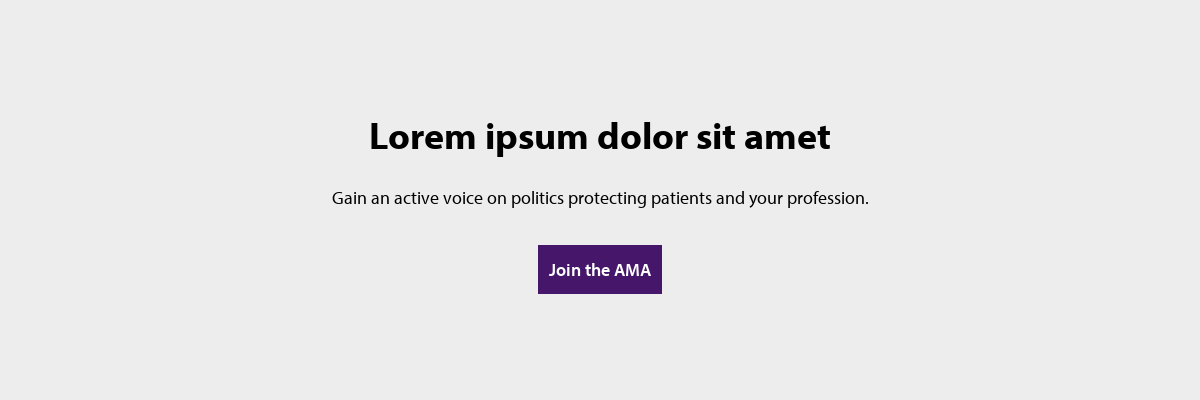 Lorem ipsum dolor sit amet
Gain an active voice on politics protecting patients and your profession.
Join the AMA